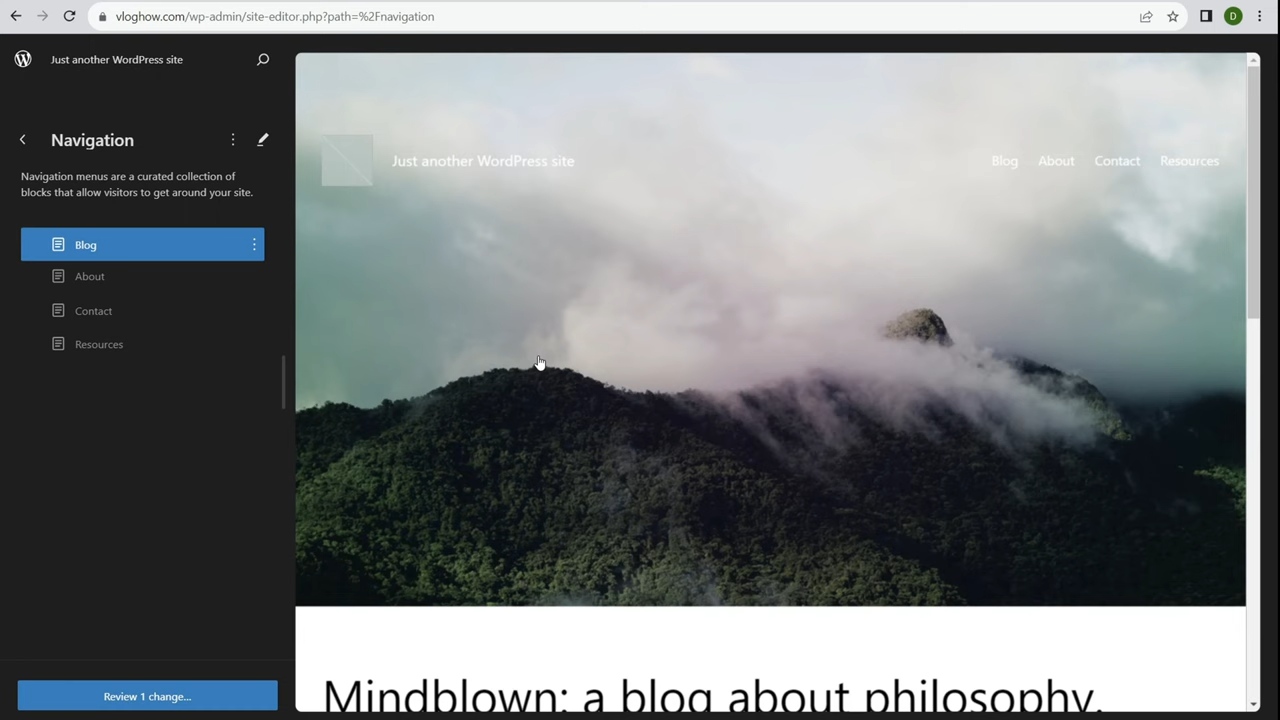 vloghow.com/wp-admin/site-editor.php?path=%2Fnavigation
D
Just another WordPress site
Navigation
Navigation menus are a curated collection of
blocks that allow visitors to get around your site.
Blog
About
Contact
Resources
Review 1 change...
Just another WordPress site
Blog About Contact Resources
Mindblown: a blog about philosophy.